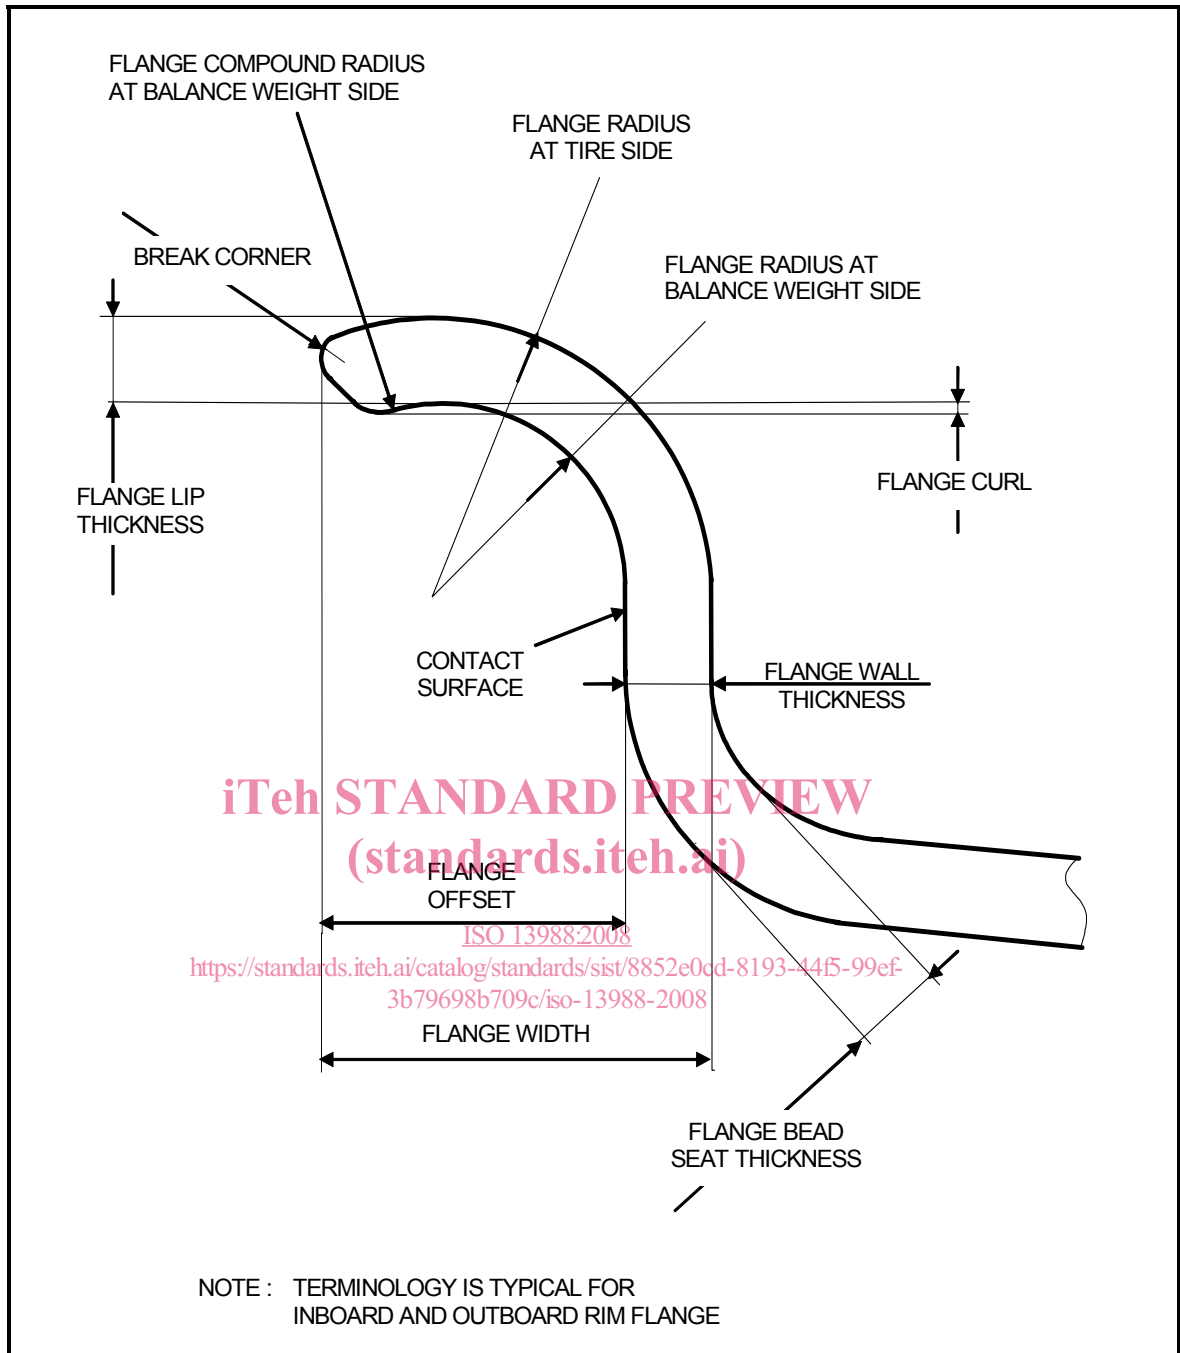 FLANGE COMPOUND RADIUS
AT BALANCE WEIGHT SIDE
FLANGE RADIUS
AT TIRE SIDE
BREAK CORNER
FLANGE RADIUS AT
BALANCE WEIGHT SIDE
FLANGE LIP
THICKNESS
FLANGE CURL
CONTACT
SURFACE
FLANGE WALL
THICKNESS
iTeh STANDARD PREVIEW
(standards.iteh.ai)
FLANGE
OFFSET
ISO 13988:2008
https://standards.iteh.ai/catalog/standards/sist/8852e0cd-8193-44f5-99ef-
3b79698b709c/iso-13988-2008
FLANGE WIDTH
FLANGE BEAD
SEAT THICKNESS
NOTE : TERMINOLOGY IS TYPICAL FOR
INBOARD AND OUTBOARD RIM FLANGE